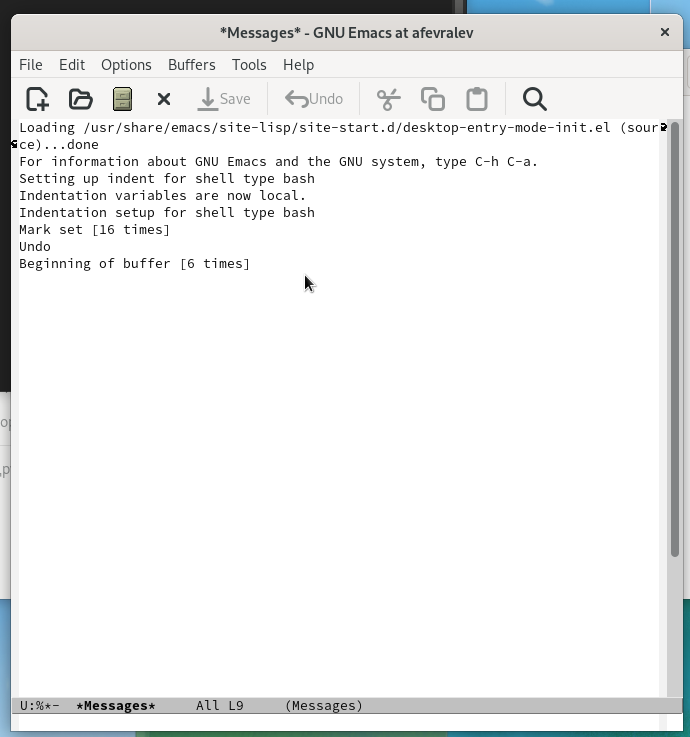 *Messages* - GNU Emacs at afevralev
File Edit Options Buffers Tools Help
Save Undo
Loading /usr/share/emacs/site-lisp/site-start.d/desktop-entry-mode-init.el (sour
ce)...done
For information about GNU Emacs and the GNU system, type C-h C-a.
Setting up indent for shell type bash
Indentation variables are now local.
Indentation setup for shell type bash
Mark set [16 times]
Undo
Beginning of buffer [6 times]
U:%*- *Messages* All L9 (Messages)